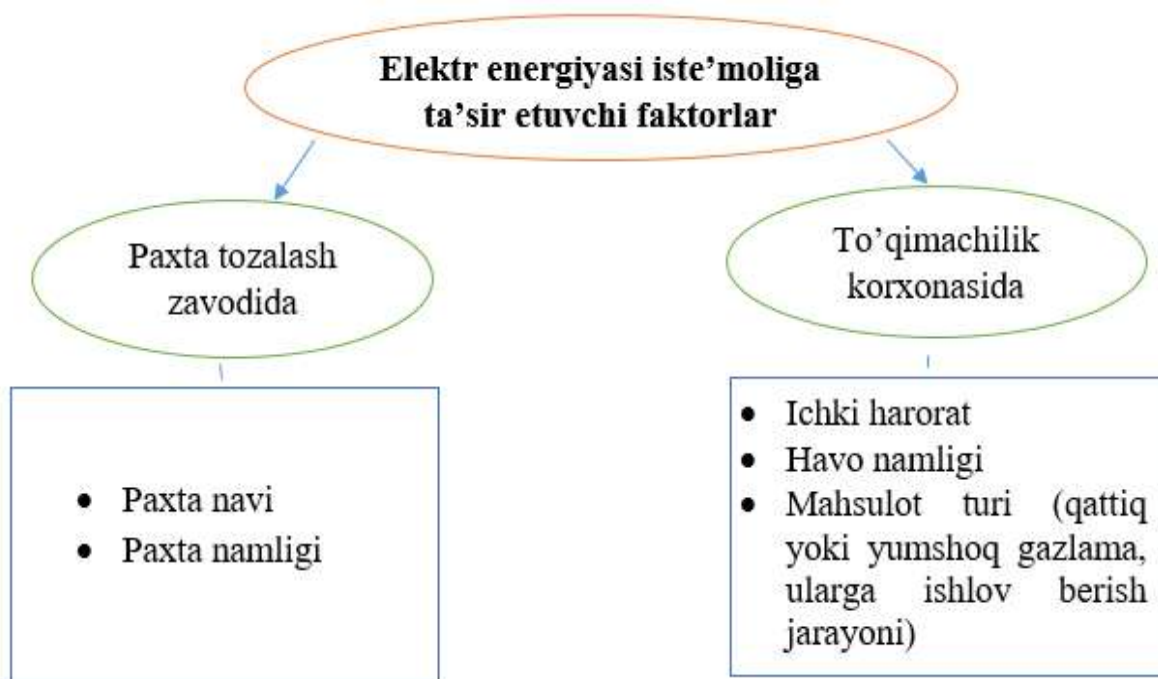 Elektr energiyasi iste’moliga
ta’sir etuvchi faktorlar
Paxta tozalash
zavodida
To’qimachilik
korxonasida
• Paxta navi
• Paxta namligi
• Ichki harorat
• Havo namligi
• Mahsulot turi (qattiq
yoki yumshoq gazlama,
ularga ishlov berish
jarayoni)